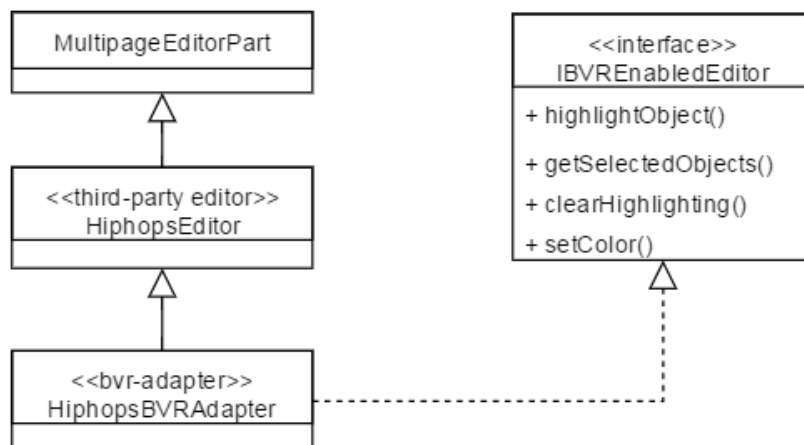 MultipageEditorPart
<<third-party editor>>
HiphopsEditor
<<bvr-adapter>>
HiphopsBVRAdapter
<<interface>>
IBVREnabledEditor
+ highlightObject()
+ getSelectedObjects()
+ clearHighlighting()
+ setColor()